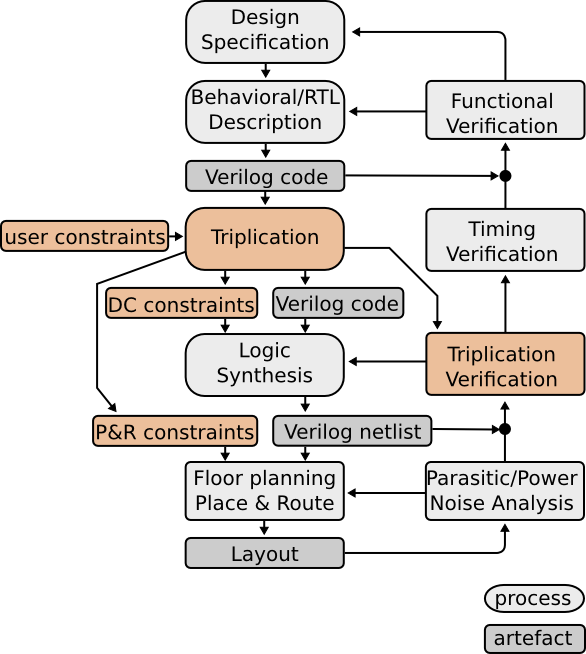 Design
Specification
Behavioral/RTL
Description
Functional
Verification
Verilog code
user constraints
Triplication
Timing
Verification
DC constraints
Verilog code
Logic
Synthesis
Triplication
Verification
P&R constraints
Verilog netlist
Floor planning
Place & Route
Parasitic/Power
Noise Analysis
Layout
process
artefact